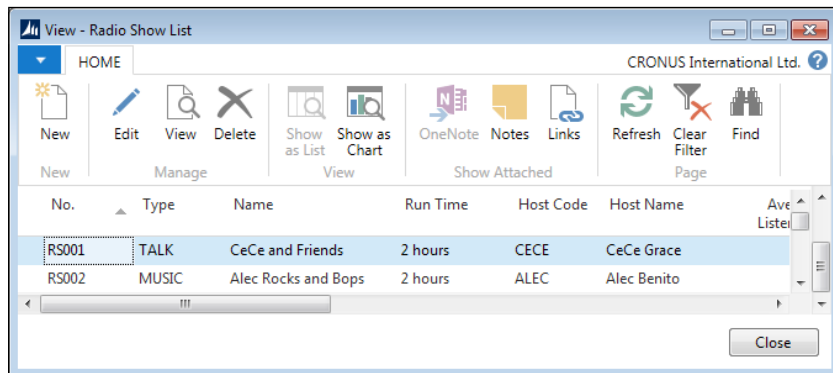 View - Radio Show List
HOME
CRONUS International Ltd.
New Edit View Delete Show as List Show as Chart OneNote Notes Links Refresh Clear Filter Find
New Manage View Show Attached Page
No. Type Name Run Time Host Code Host Name
RS001 TALK CeCe and Friends 2 hours CECE CeCe Grace
RS002 MUSIC Alec Rocks and Bops 2 hours ALEC Alec Benito
Close